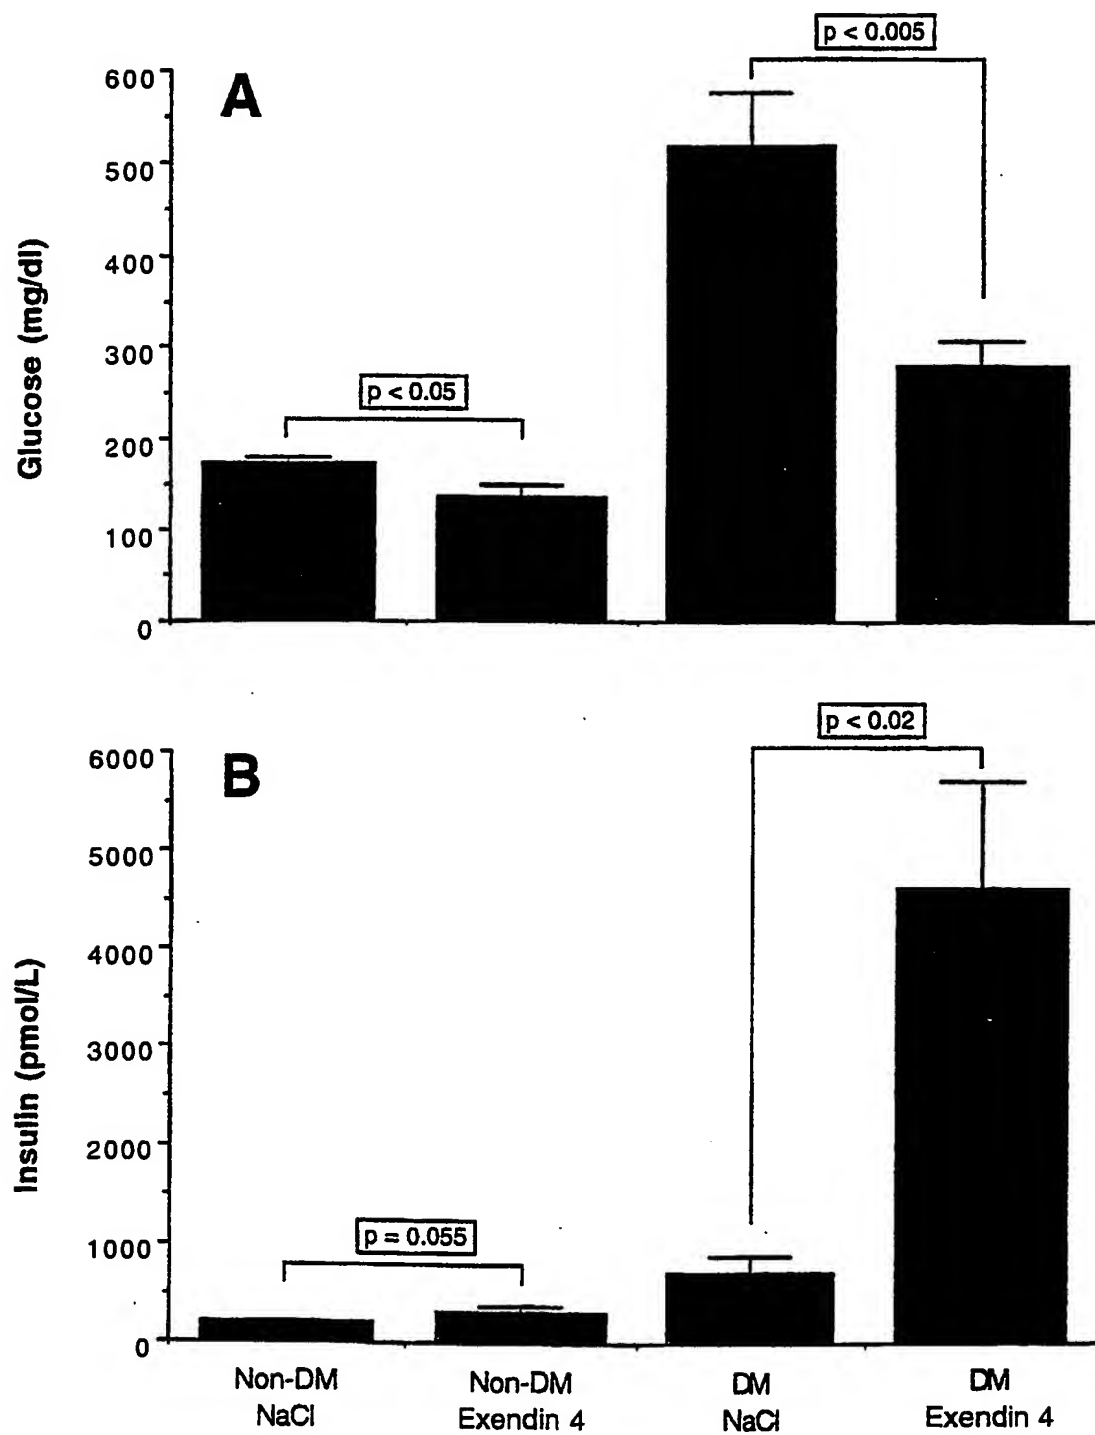 p < 0.005
A
600
500
400
300
200
100
0
Glucose (mg/dl)
p < 0.05
p < 0.02
B
6000
5000
4000
3000
2000
1000
0
Insulin (pmol/L)
p = 0.055
Non-DM
NaCl
Non-DM
Exendin 4
DM
NaCl
DM
Exendin 4